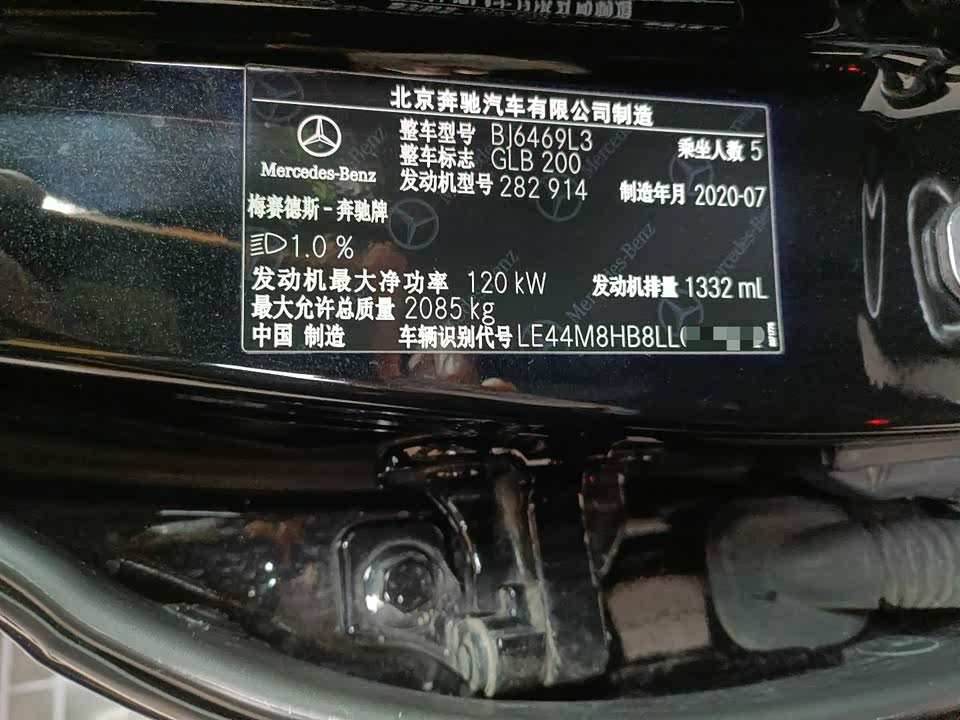 北京奔驰汽车有限公司制造
Mercedes-Benz
整车型号 BJ6469L3
整车标志 GLB 200
乘坐人数 5
发动机型号 282 914
制造年月 2020-07
梅赛德斯-奔驰牌
1.0 %
发动机最大净功率 120 kW
发动机排量 1332 mL
最大允许总质量 2085 kg
中国 制造
车辆识别代号 LE44M8HB8LL